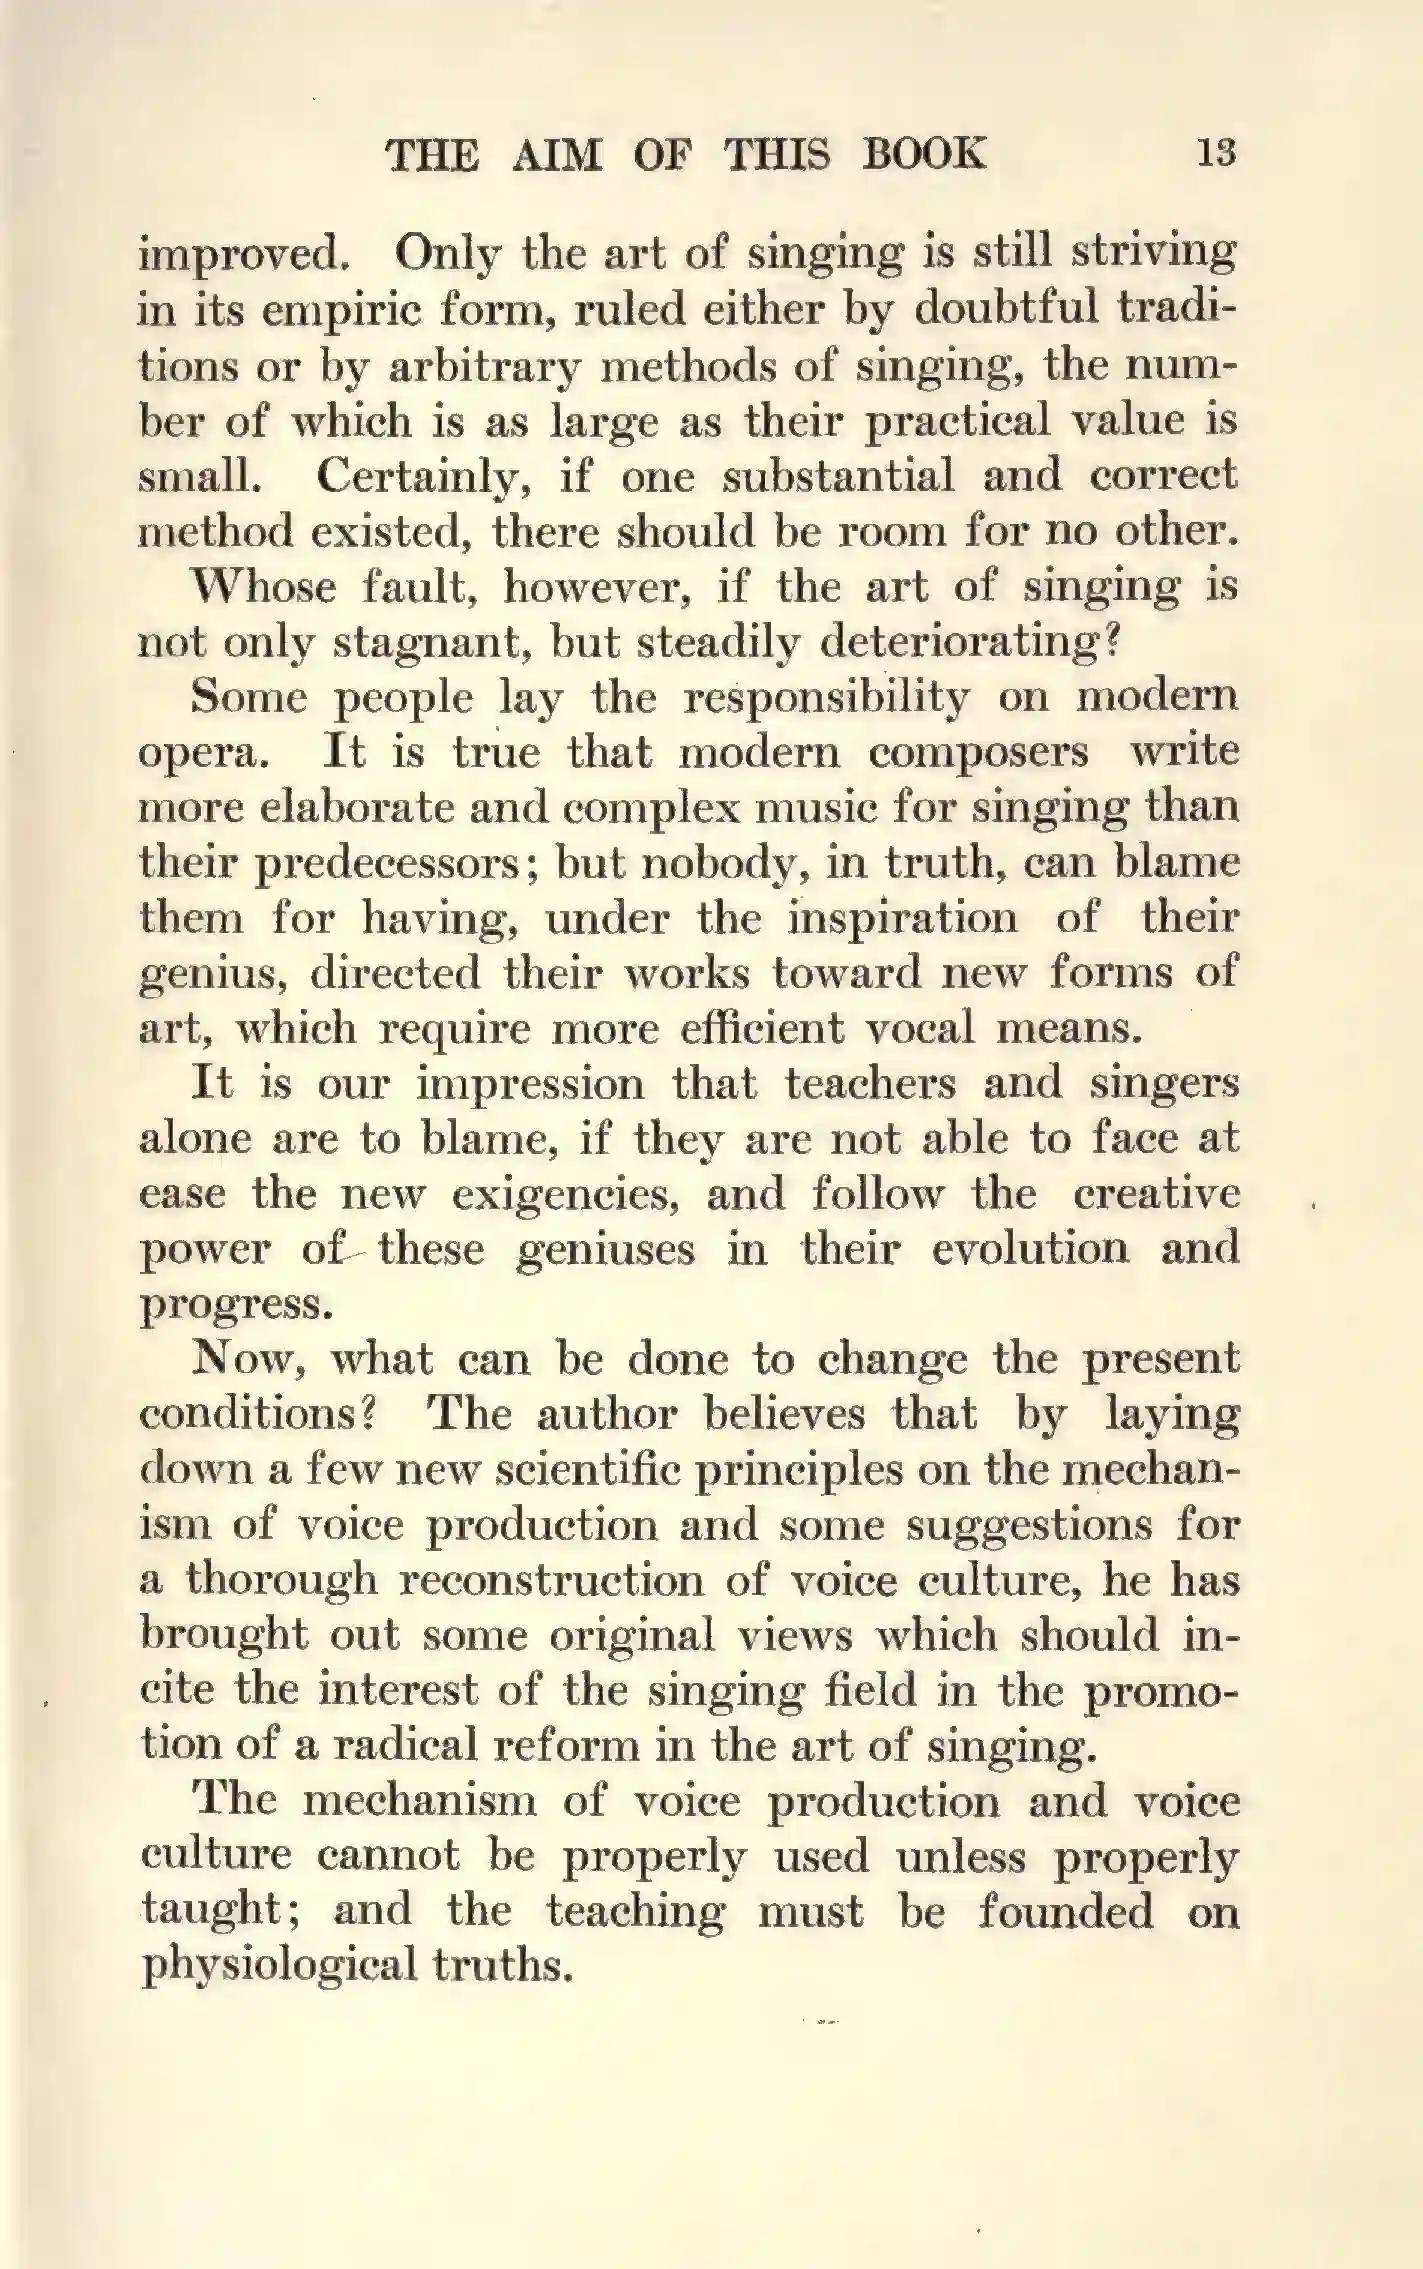 THE AIM OF THIS BOOK 13
improved. Only the art of singing is still striving
in its empiric form, ruled either by doubtful tradi-
tions or by arbitrary methods of singing, the num-
ber of which is as large as their practical value is
small. Certainly, if one substantial and correct
method existed, there should be room for no other.
Whose fault, however, if the art of singing is
not only stagnant, but steadily deteriorating?
Some people lay the responsibility on modern
opera. It is true that modern composers write
more elaborate and complex music for singing than
their predecessors; but nobody, in truth, can blame
them for having, under the inspiration of their
genius, directed their works toward new forms of
art, which require more efficient vocal means.
It is our impression that teachers and singers
alone are to blame, if they are not able to face at
ease the new exigencies, and follow the creative
power of these geniuses in their evolution and
progress.
Now, what can be done to change the present
conditions? The author believes that by laying
down a few new scientific principles on the mechan-
ism of voice production and some suggestions for
a thorough reconstruction of voice culture, he has
brought out some original views which should in-
cite the interest of the singing field in the promo-
tion of a radical reform in the art of singing.
The mechanism of voice production and voice
culture cannot be properly used unless properly
taught; and the teaching must be founded on
physiological truths.